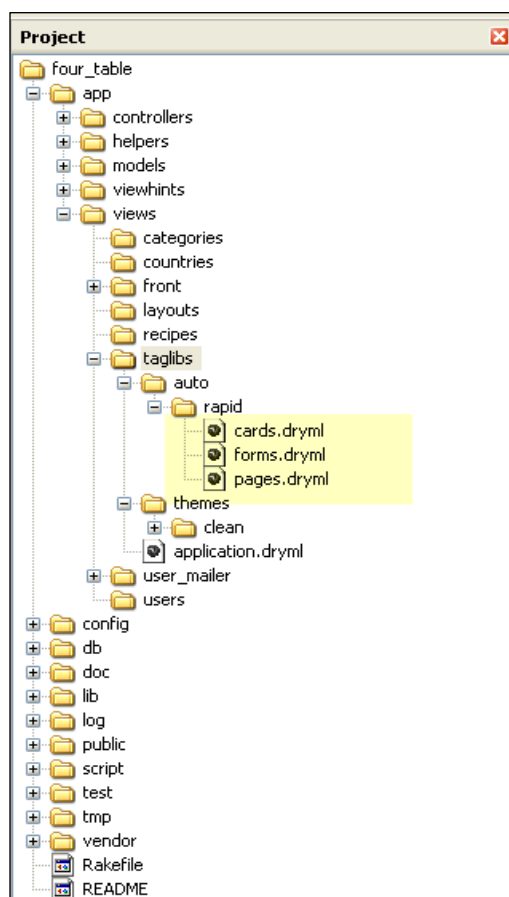 Project
four_table
app
controllers
helpers
models
viewhints
views
categories
countries
front
layouts
recipes
taglibs
auto
rapid
cards.dryml
forms.dryml
pages.dryml
themes
clean
application.dryml
user_mailer
users
config
db
doc
lib
log
public
script
test
tmp
vendor
Rakefile
README